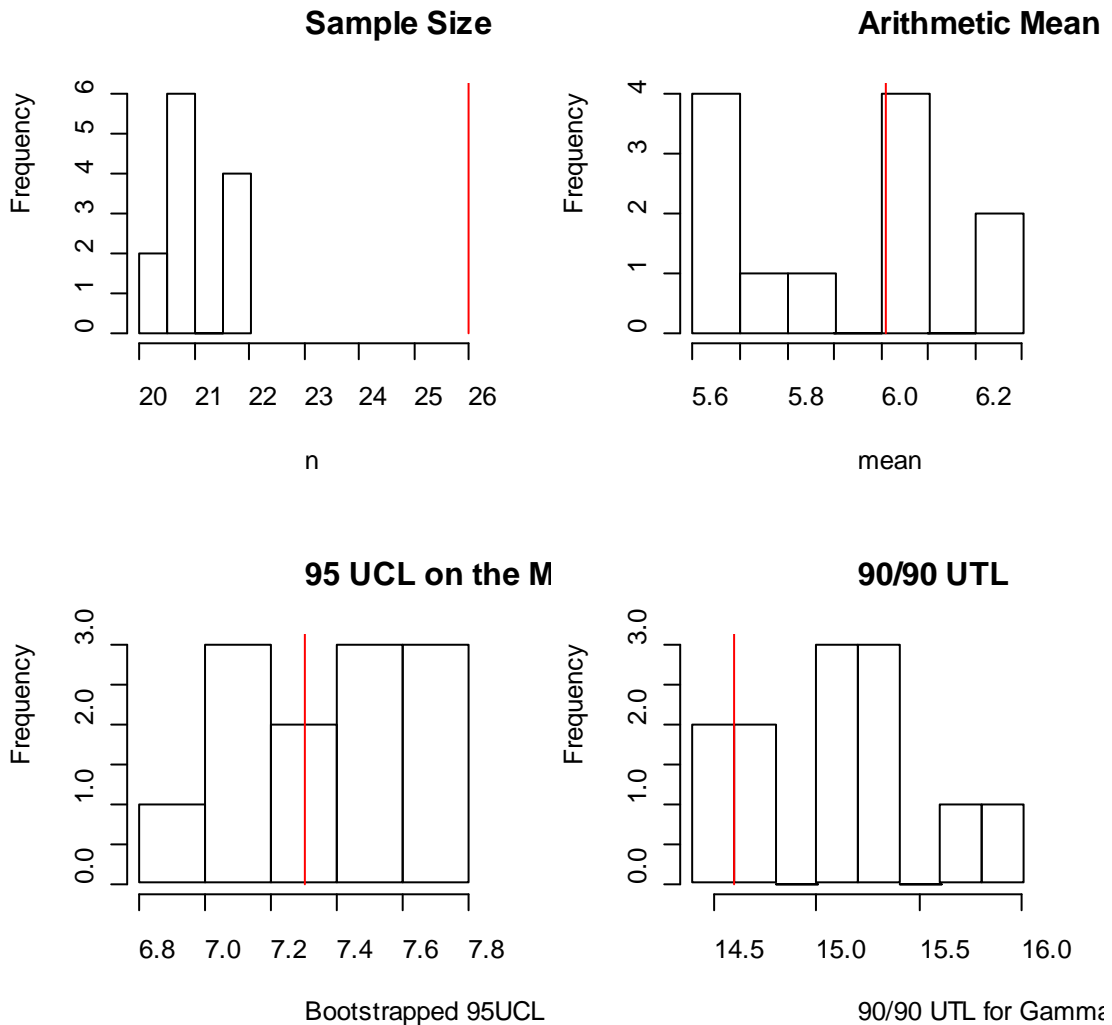 Sample Size
Frequency
0 1 2 3 4 5 6
20 21 22 23 24 25 26
n
Arithmetic Mean
Frequency
0 1 2 3 4
5.6 5.8 6.0 6.2
mean
95 UCL on the M
Frequency
0.0 1.0 2.0 3.0
6.8 7.0 7.2 7.4 7.6 7.8
Bootstrapped 95UCL
90/90 UTL
Frequency
0.0 1.0 2.0 3.0
14.5 15.0 15.5 16.0
90/90 UTL for Gamma